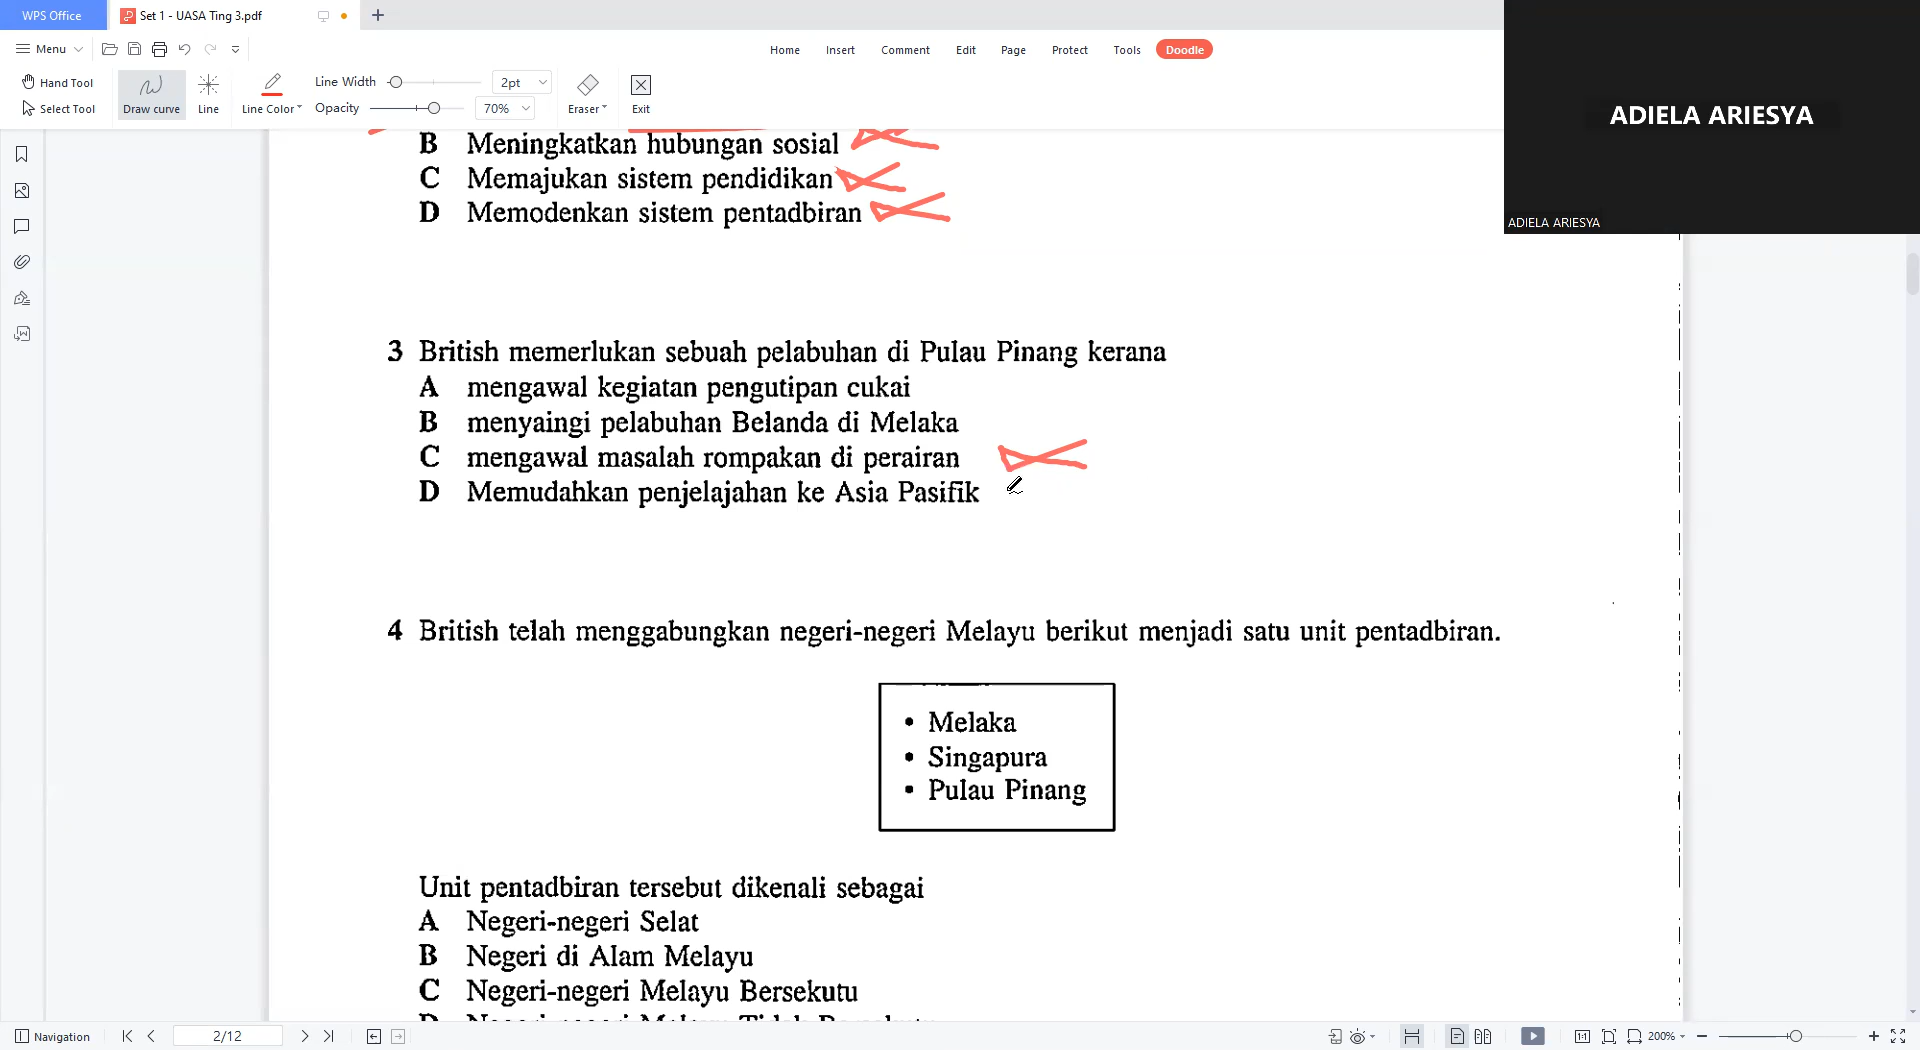 WPS Office
Set 1 - UASA Ting 3.pdf
Menu
Home Insert Comment Edit Page Protect Tools Doodle
Hand Tool
Select Tool
Draw curve
Line
Line Color
Line Width 2pt
Opacity 70%
Eraser
Exit
ADIELA ARIESYA
ADIELA ARIESYA
B Meningkatkan hubungan sosial
C Memajukan sistem pendidikan
D Memodenkan sistem pentadbiran
3 British memerlukan sebuah pelabuhan di Pulau Pinang kerana
A mengawal kegiatan pengutipan cukai
B menyaingi pelabuhan Belanda di Melaka
C mengawal masalah rompakan di perairan
D Memudahkan penjelajahan ke Asia Pasifik
4 British telah menggabungkan negeri-negeri Melayu berikut menjadi satu unit pentadbiran.
• Melaka
• Singapura
• Pulau Pinang
Unit pentadbiran tersebut dikenali sebagai
A Negeri-negeri Selat
B Negeri di Alam Melayu
C Negeri-negeri Melayu Bersekutu
Navigation
2/12
200%